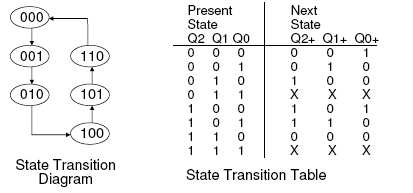 000
001
110
010
101
100
State Transition
Diagram
Present Next
State State
Q2 Q1 Q0 Q2+ Q1+ Q0+
0 0 0 0 0 1
0 0 1 0 1 0
0 1 0 1 0 0
0 1 1 X X X
1 0 0 1 0 1
1 0 1 1 1 0
1 1 0 0 0 0
1 1 1 X X X
State Transition Table